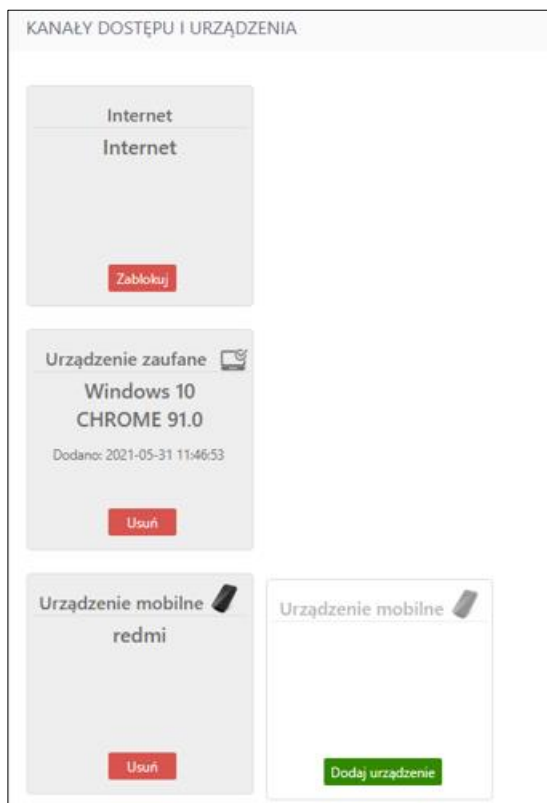 KANAŁY DOSTĘPU I URZĄDZENIA
Internet
Internet
Zablokuj
Urządzenie zaufane
Windows 10
CHROME 91.0
Dodano: 2021-05-31 11:46:53
Usuń
Urządzenie mobilne
redmi
Usuń
Urządzenie mobilne
Dodaj urządzenie